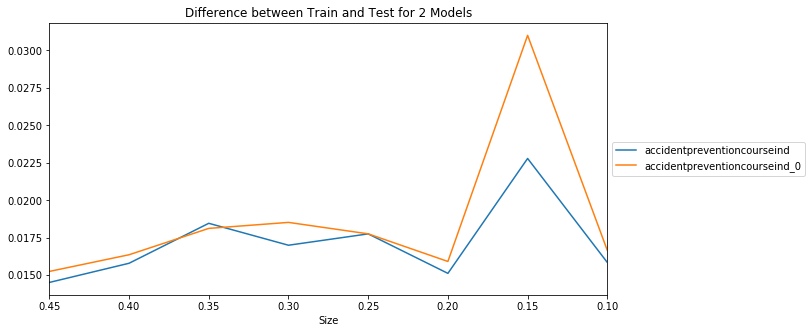 Difference between Train and Test for 2 Models
0.0300
0.0275
0.0250
0.0225
0.0200
0.0175
0.0150
0.45 0.40 0.35 0.30 0.25 0.20 0.15 0.10
Size
accidentpreventioncourseind
accidentpreventioncourseind_0